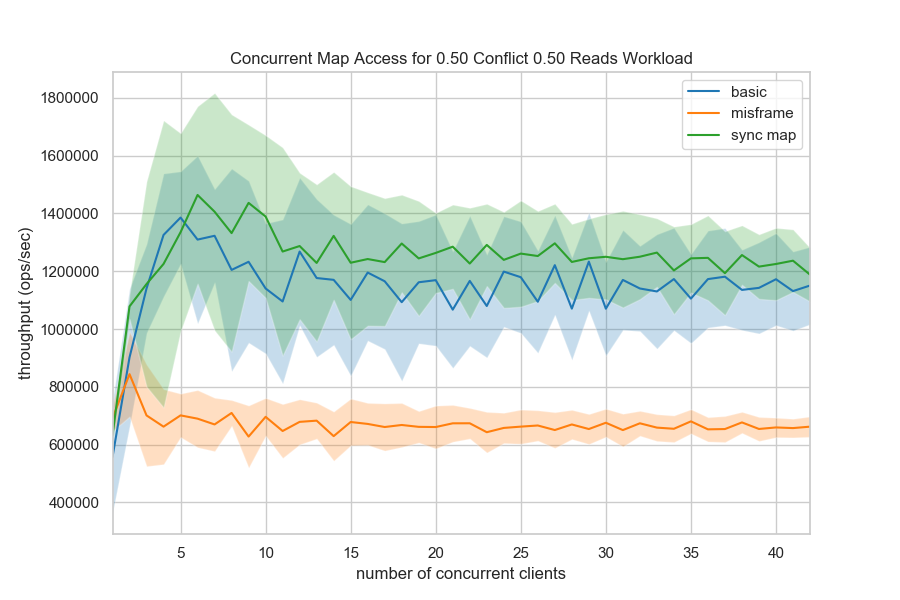 Concurrent Map Access for 0.50 Conflict 0.50 Reads Workload
basic
misframe
sync map
throughput (ops/sec)
1800000
1600000
1400000
1200000
1000000
800000
600000
400000
5 10 15 20 25 30 35 40
number of concurrent clients